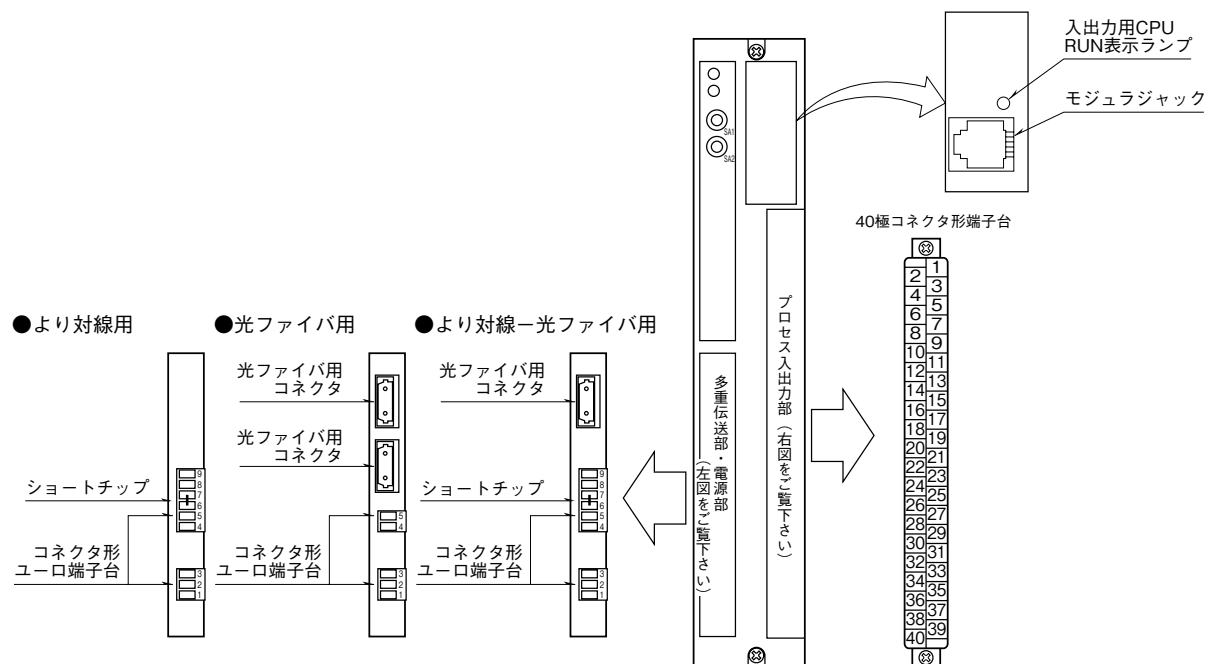 入出力用CPU
RUN表示ランプ
モジュラジャック
SA1
SA2
40極コネクタ形端子台
プロセス入出力部（右図をご覧下さい）
多重伝送部・電源部
（左図をご覧下さい）
1
2
3
4
5
6
7
8
9
10
11
12
13
14
15
16
17
18
19
20
21
22
23
24
25
26
27
28
29
30
31
32
33
34
35
36
37
38
39
40
●より対線用
ショートチップ
コネクタ形
ユーロ端子台
9
8
7
6
5
4
3
2
1
●光ファイバ用
光ファイバ用
コネクタ
光ファイバ用
コネクタ
コネクタ形
ユーロ端子台
5
4
3
2
1
●より対線－光ファイバ用
光ファイバ用
コネクタ
ショートチップ
コネクタ形
ユーロ端子台
9
8
7
6
5
4
3
2
1